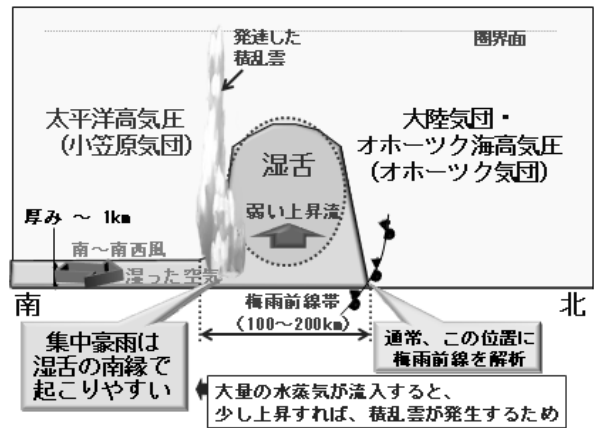 発達した
積乱雲
圏界面
太平洋高気圧
(小笠原気団)
大陸気団・
オホーツク海高気圧
(オホーツク気団)
湿舌
弱い上昇流
厚み ～ 1km
南～南西風
湿った空気
南
北
梅雨前線帯
(100～200km)
集中豪雨は
湿舌の南縁で
起こりやすい
通常、この位置に
梅雨前線を解析
大量の水蒸気が流入すると、
少し上昇すれば、積乱雲が発生するため